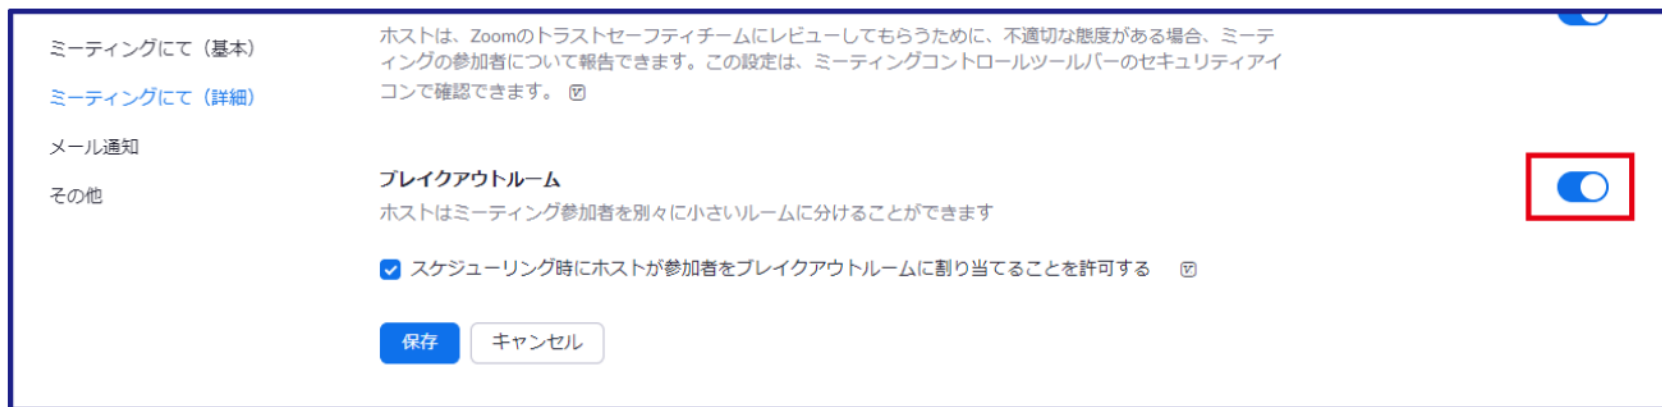 ミーティングにて（基本）
ミーティングにて（詳細）
メール通知
その他
ホストは、Zoomのトラストセーフティチームにレビューしてもらうために、不適切な態度がある場合、ミーテ
ィングの参加者について報告できます。この設定は、ミーティングコントロールツールバーのセキュリティアイ
コンで確認できます。
ブレイクアウトルーム
ホストはミーティング参加者を別々に小さいルームに分けることができます
スケジューリング時にホストが参加者をブレイクアウトルームに割り当てることを許可する
保存
キャンセル